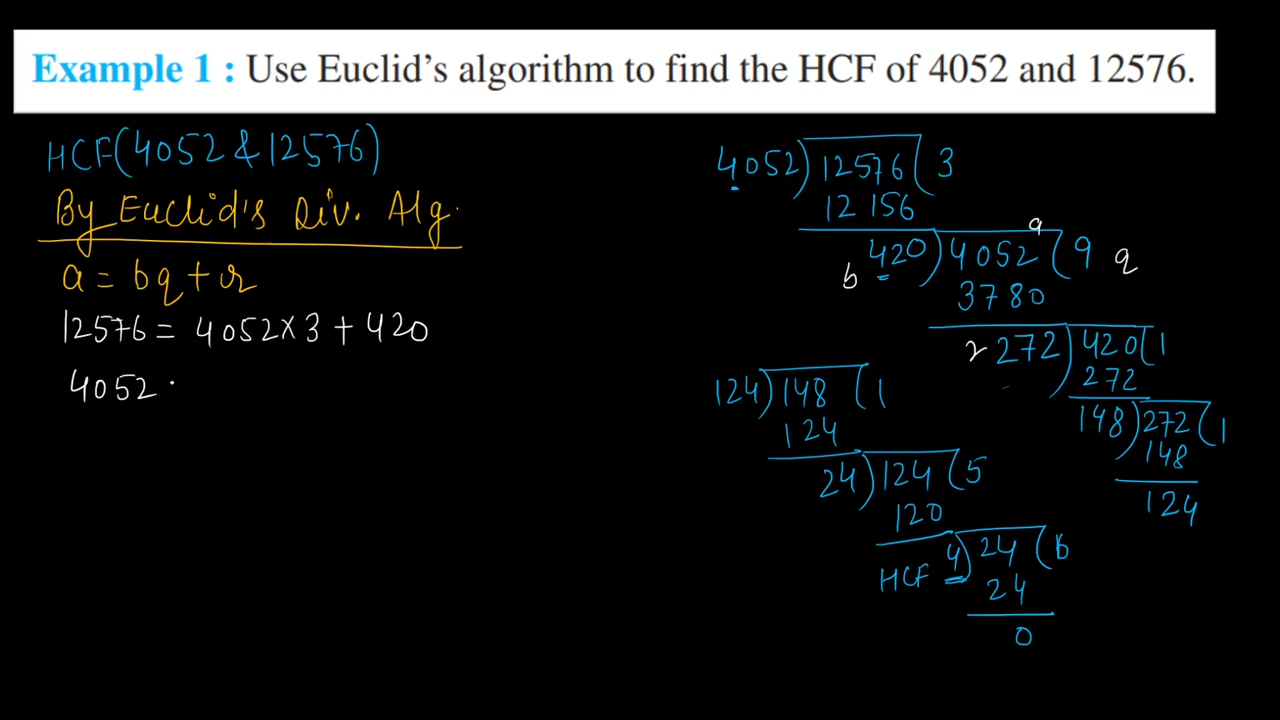 Example 1 : Use Euclid's algorithm to find the HCF of 4052 and 12576.
HCF(4052 & 12576)
By Euclid's Div. Alg.
a = bq + r
12576 = 4052 × 3 + 420
4052
4052) 12576 ( 3
12 156
a
b 420) 4052 ( 9 q
3780
r 272) 420 ( 1
272
148) 272 ( 1
148
124
124) 148 ( 1
124
24) 124 ( 5
120
HCF 4) 24 ( 6
24
0